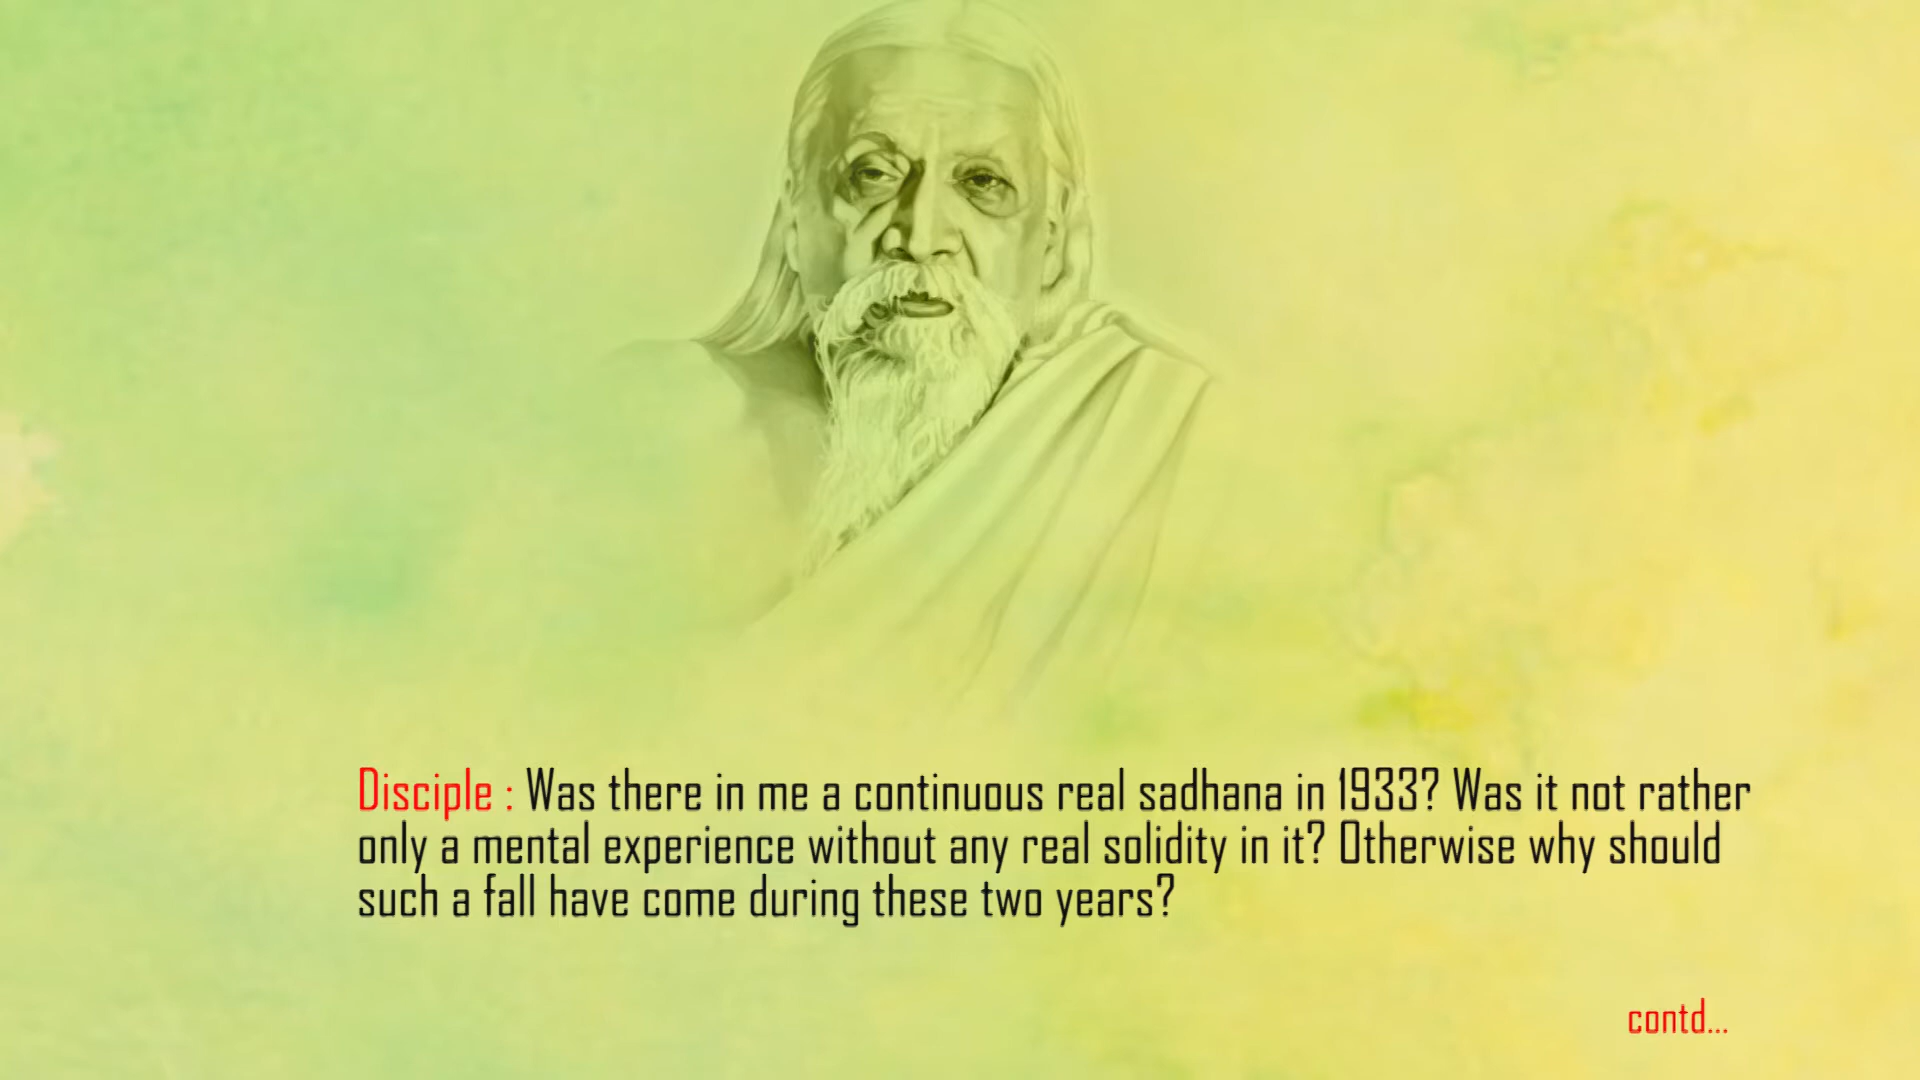 Disciple : Was there in me a continuous real sadhana in 1933? Was it not rather
only a mental experience without any real solidity in it? Otherwise why should
such a fall have come during these two years?
contd...